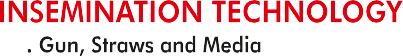 INSEMINATION TECHNOLOGY
. Gun, Straws and Media